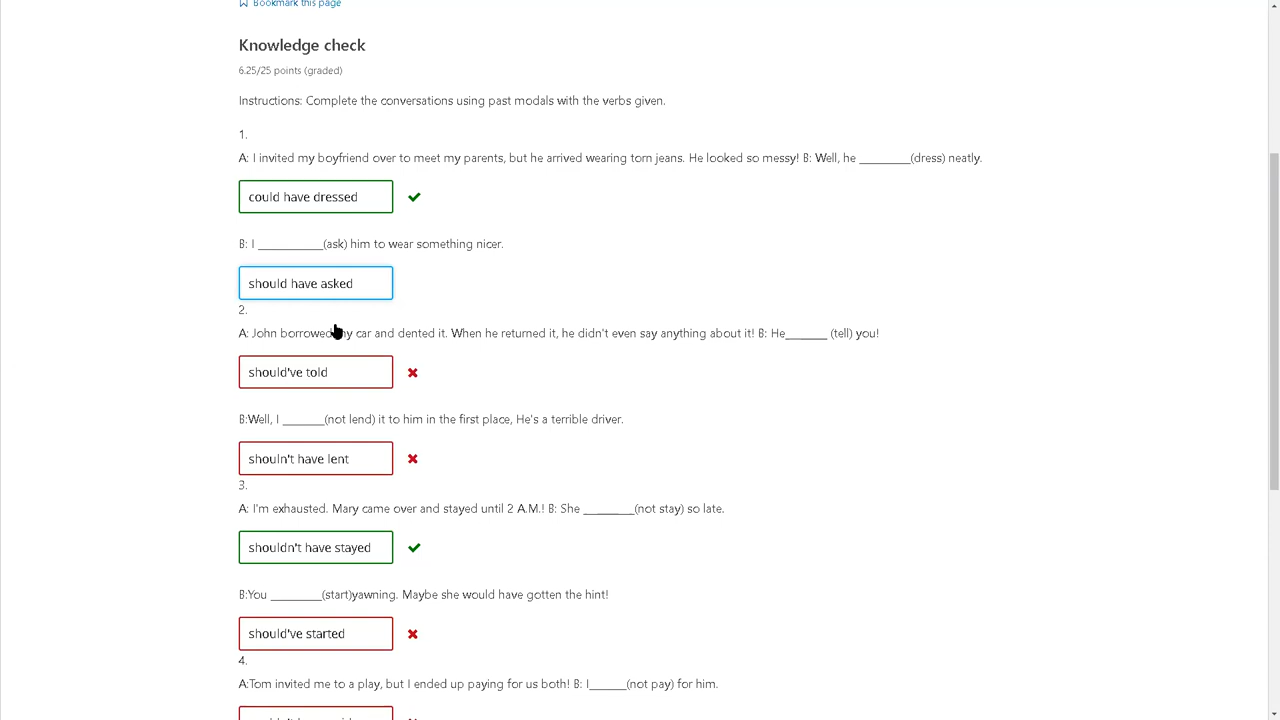 Bookmark this page
Knowledge check
6.25/25 points (graded)
Instructions: Complete the conversations using past modals with the verbs given.
1.
A: I invited my boyfriend over to meet my parents, but he arrived wearing torn jeans. He looked so messy! B: Well, he ________(dress) neatly.
could have dressed
B: I __________(ask) him to wear something nicer.
should have asked
2.
A: John borrowed my car and dented it. When he returned it, he didn't even say anything about it! B: He_______ (tell) you!
should've told
B:Well, I _______(not lend) it to him in the first place, He's a terrible driver.
shouln't have lent
3.
A: I'm exhausted. Mary came over and stayed until 2 A.M.! B: She ________(not stay) so late.
shouldn't have stayed
B:You ________(start)yawning. Maybe she would have gotten the hint!
should've started
4.
A:Tom invited me to a play, but I ended up paying for us both! B: I______(not pay) for him.